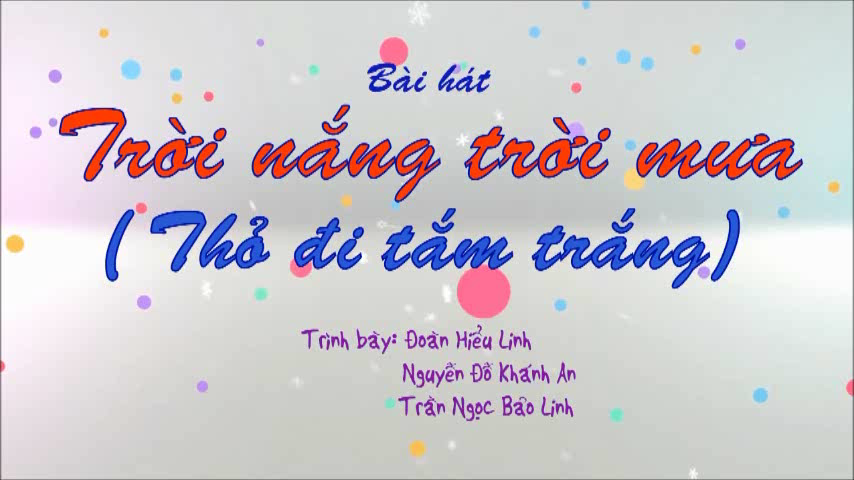 Bài hát
Trời nắng trời mưa
( Thỏ đi tắm trắng)
Trình bày: Đoàn Hiểu Linh
Nguyễn Đỗ Khánh An
Trần Ngọc Bảo Linh